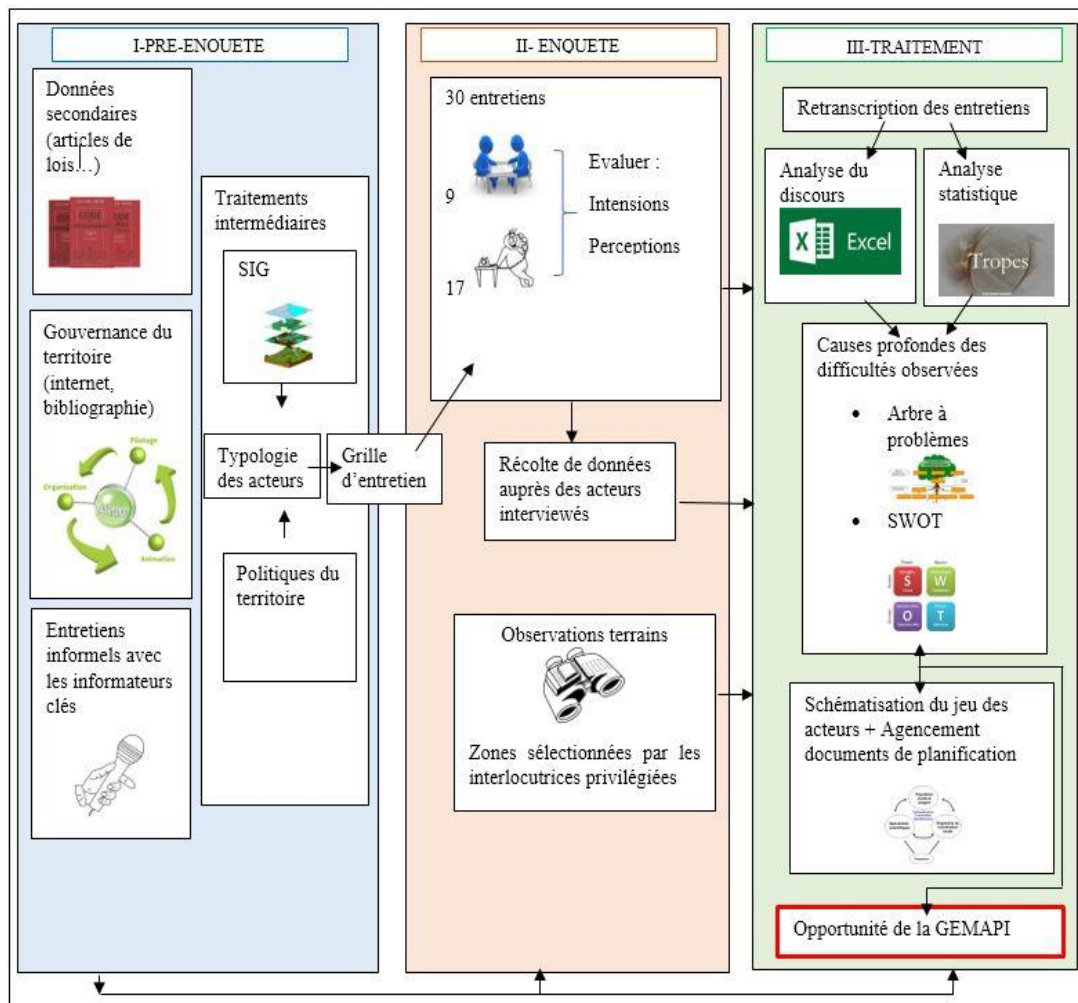 I-PRE-ENQUETE
Données
secondaires
(articles de
lois…)
CODE
Gouvernance du
territoire
(internet,
bibliographie)
Pilotage
Organisation
Animation
Entretiens
informels avec
les informateurs
clés
Traitements
intermédiaires
SIG
Typologie
des acteurs
Grille
d'entretien
Politiques du
territoire
II- ENQUETE
30 entretiens
9
17
Evaluer :
Intensions
Perceptions
Récolte de données
auprès des acteurs
interviewés
Observations terrains
Zones sélectionnées par les
interlocutrices privilégiées
III-TRAITEMENT
Retranscription des entretiens
Analyse du
discours
X Excel
Analyse
statistique
Tropes
Causes profondes des
difficultés observées
• Arbre à
problèmes
• SWOT
S W
O T
Schématisation du jeu des
acteurs + Agencement
documents de planification
Opportunité de la GEMAPI